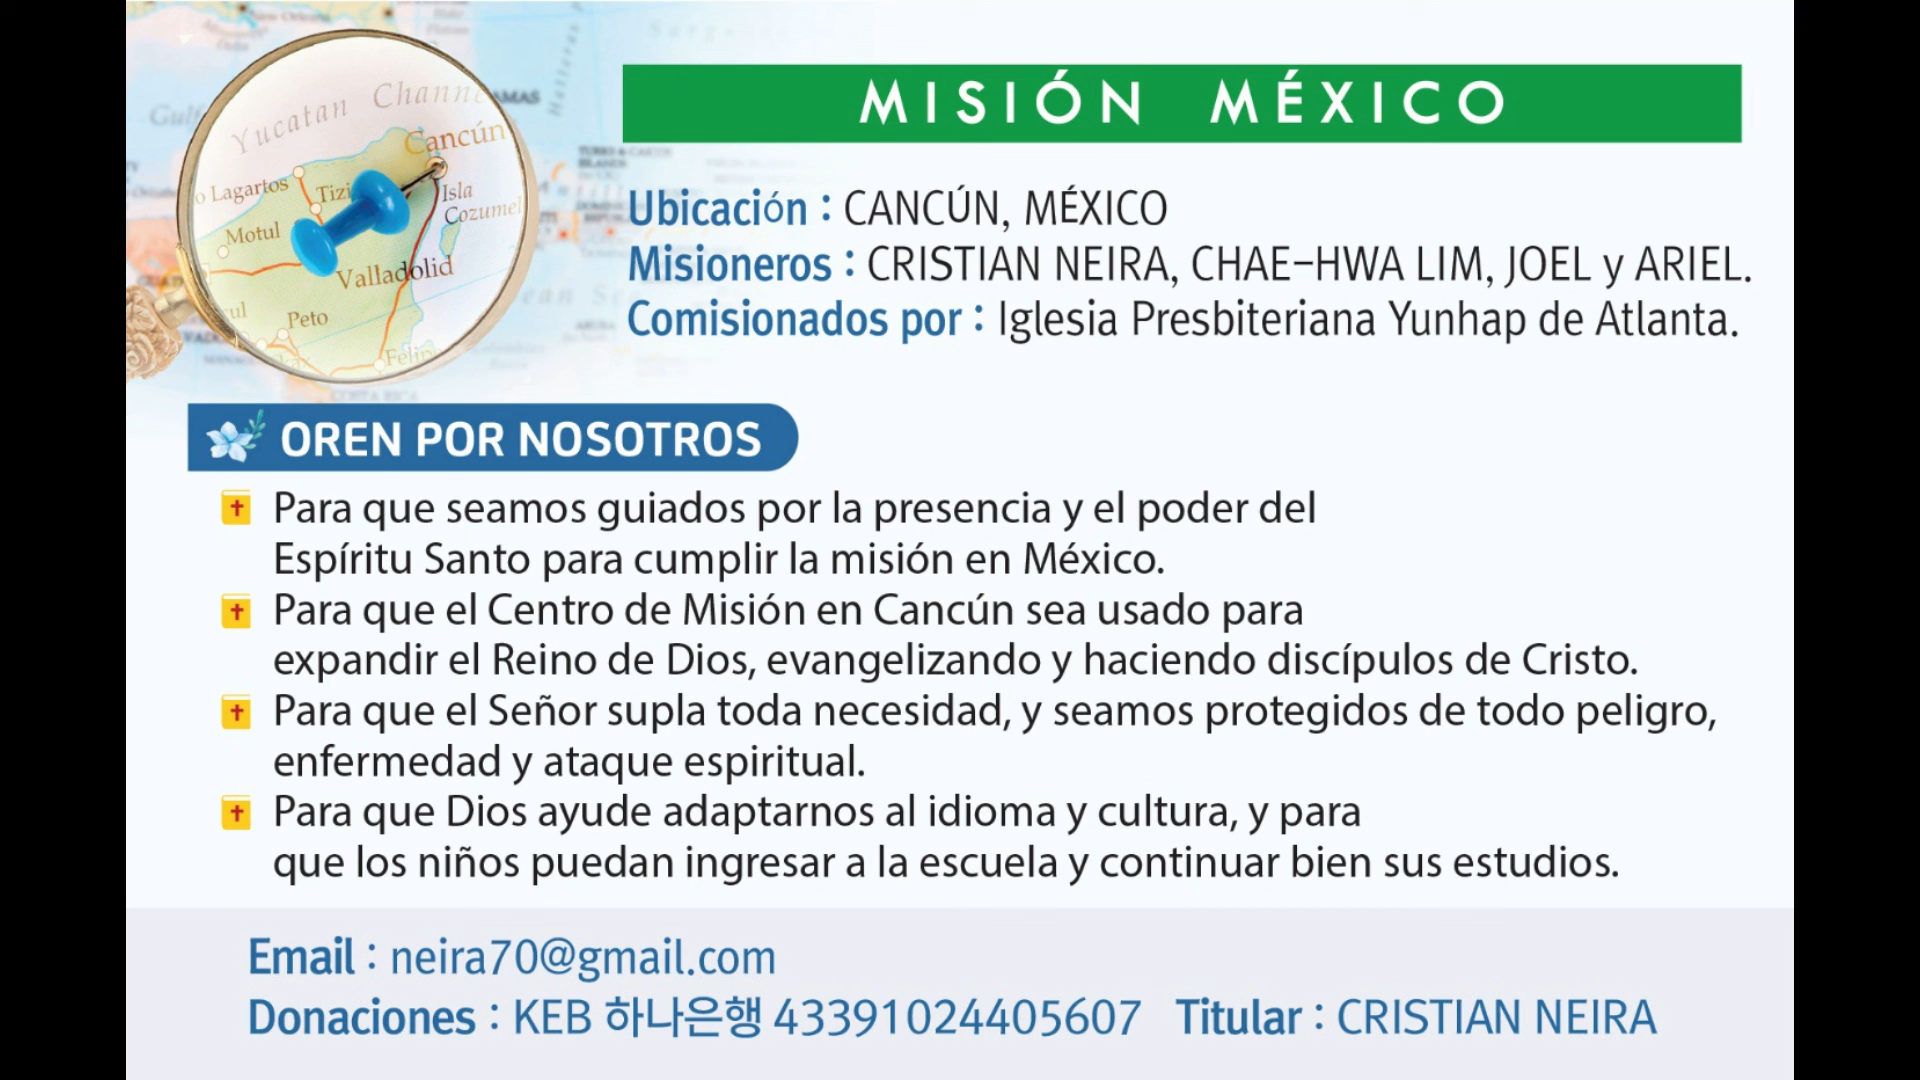 MISIÓN MÉXICO
Ubicación : CANCÚN, MÉXICO
Misioneros : CRISTIAN NEIRA, CHAE-HWA LIM, JOEL y ARIEL.
Comisionados por : Iglesia Presbiteriana Yunhap de Atlanta.
Yucatan Channe
AMAS
Cancún
Lagartos
Tizi
Isla
Cozumel
Motul
Valladolid
Peto
Felip
COSTA RICA
OREN POR NOSOTROS
Para que seamos guiados por la presencia y el poder del
Espíritu Santo para cumplir la misión en México.
Para que el Centro de Misión en Cancún sea usado para
expandir el Reino de Dios, evangelizando y haciendo discípulos de Cristo.
Para que el Señor supla toda necesidad, y seamos protegidos de todo peligro,
enfermedad y ataque espiritual.
Para que Dios ayude adaptarnos al idioma y cultura, y para
que los niños puedan ingresar a la escuela y continuar bien sus estudios.
Email : neira70@gmail.com
Donaciones : KEB 하나은행 43391024405607 Titular : CRISTIAN NEIRA